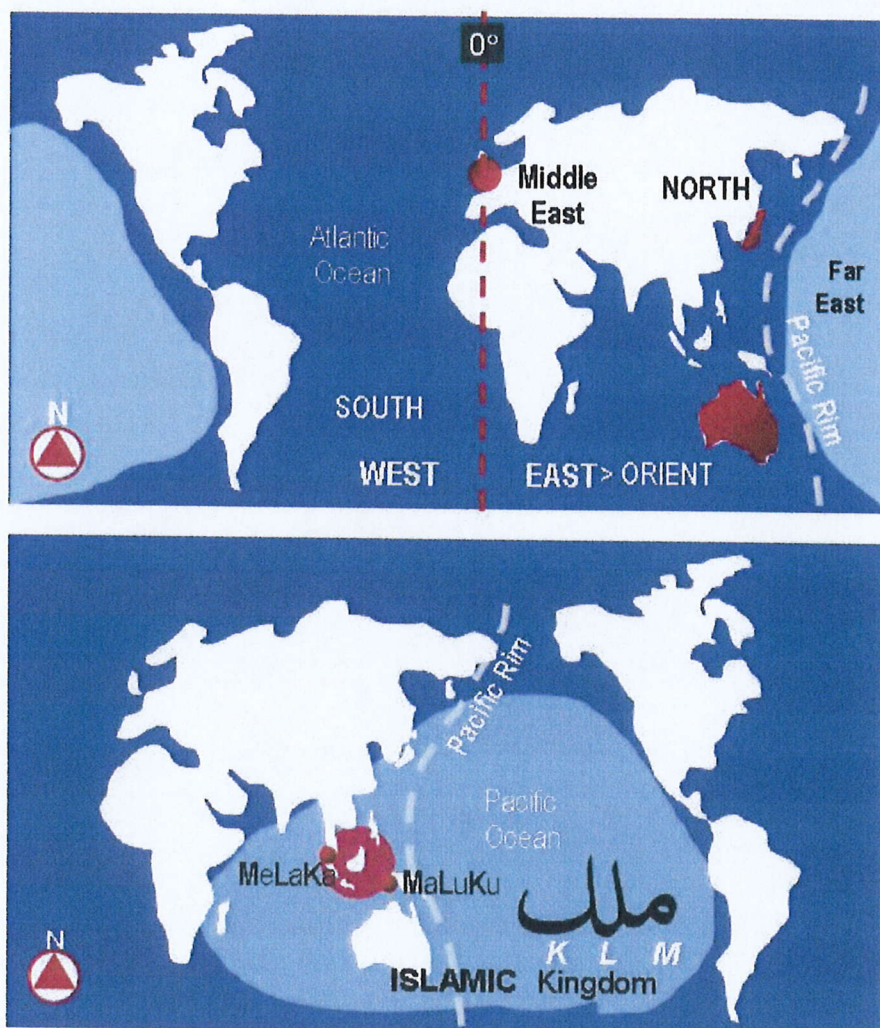 0°
Middle
East
NORTH
Atlantic
Ocean
Far
East
Pacific Rim
SOUTH
N
WEST
EAST> ORIENT
Pacific Rim
Pacific
Ocean
MeLaKa
MaLuKu
ملك
K L M
N
ISLAMIC Kingdom